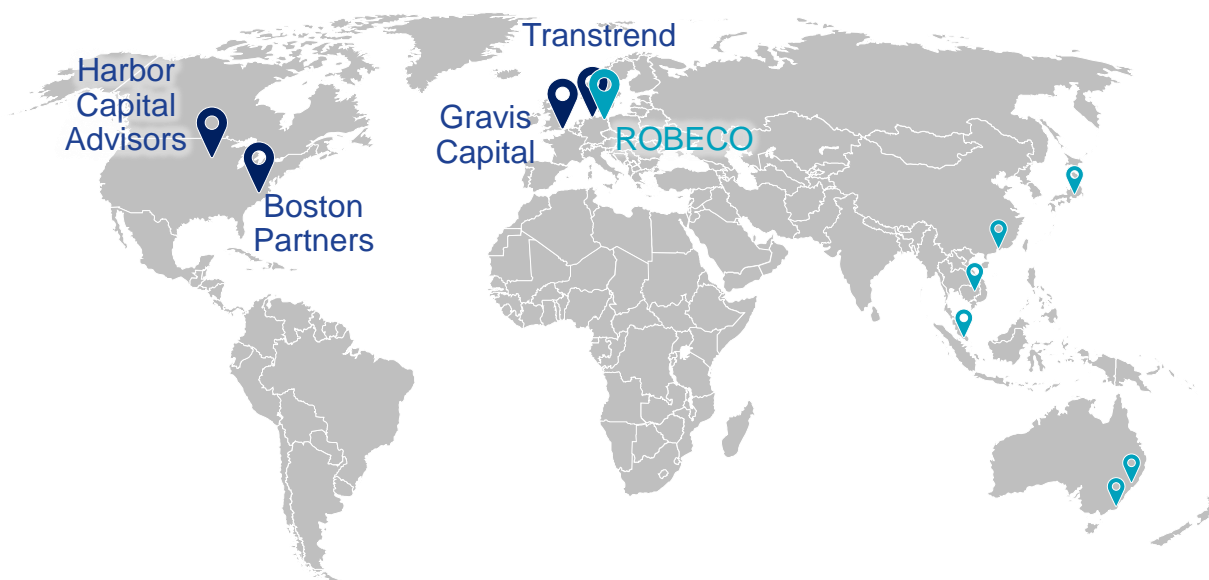 Transtrend
Harbor
Capital
Advisors
Gravis
Capital
ROBECO
Boston
Partners